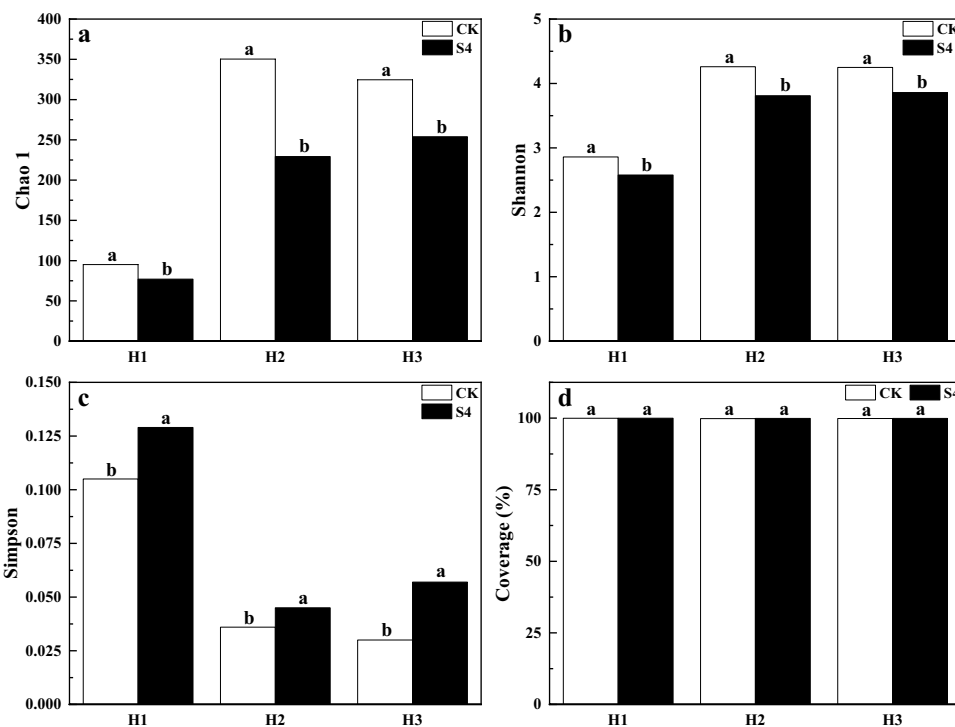 a
CK
S4
Chao 1
400
350
300
250
200
150
100
50
0
a
b
a
b
a
b
H1 H2 H3
b
CK
S4
Shannon
5
4
3
2
1
0
a
b
a
b
a
b
H1 H2 H3
c
CK
S4
Simpson
0.150
0.125
0.100
0.075
0.050
0.025
0.000
b
a
b
a
b
a
H1 H2 H3
d
CK S4
Coverage (%)
100
75
50
25
0
a a a a a a
H1 H2 H3